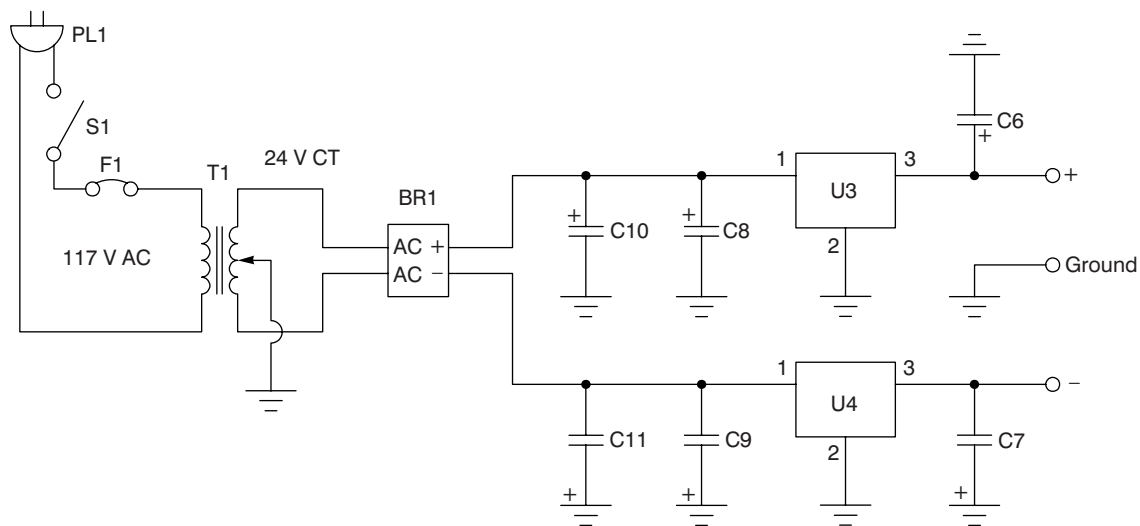 PL1
S1
F1
T1
24 V CT
117 V AC
BR1
AC +
AC −
+
C10
+
C8
1
U3
3
2
C6
+
+
Ground
C11
+
C9
+
1
U4
3
2
C7
+
−